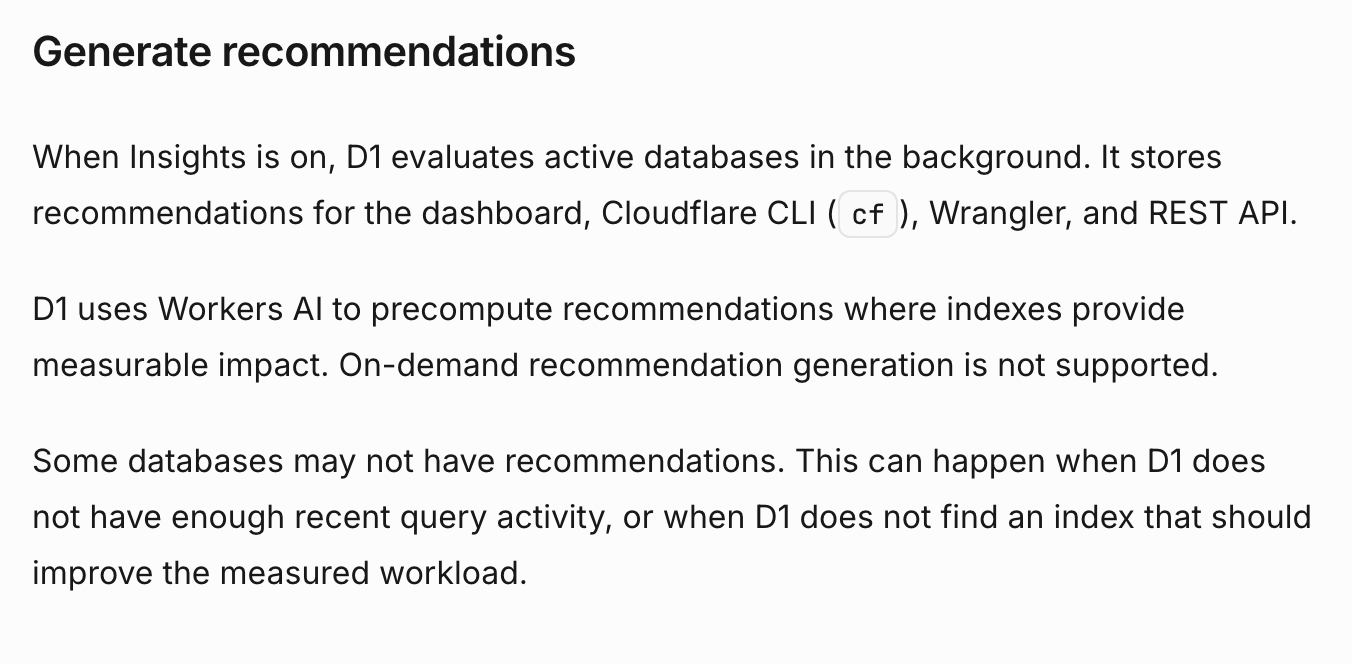 Generate recommendations
When Insights is on, D1 evaluates active databases in the background. It stores
recommendations for the dashboard, Cloudflare CLI ( cf ), Wrangler, and REST API.
D1 uses Workers AI to precompute recommendations where indexes provide
measurable impact. On-demand recommendation generation is not supported.
Some databases may not have recommendations. This can happen when D1 does
not have enough recent query activity, or when D1 does not find an index that should
improve the measured workload.